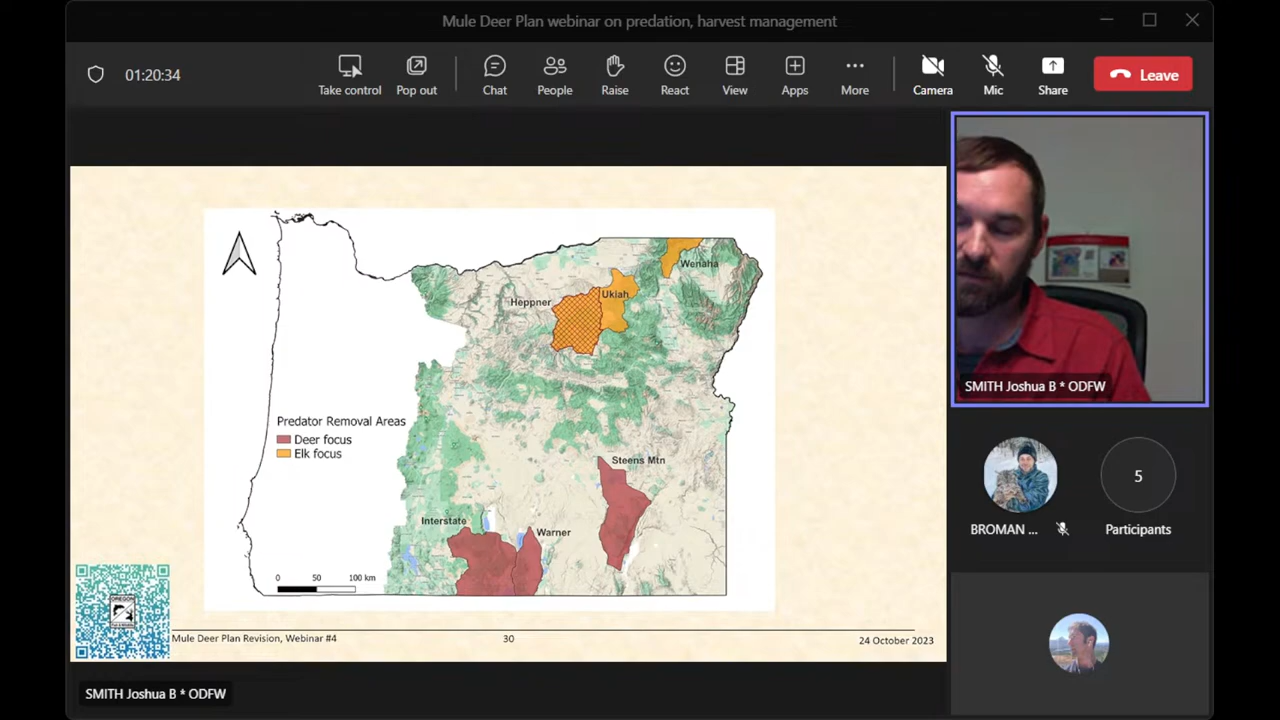 Mule Deer Plan webinar on predation, harvest management
01:20:34
Take control
Pop out
Chat
People
Raise
React
View
Apps
More
Camera
Mic
Share
Leave
Wenaha
Ukiah
Heppner
Predator Removal Areas
Deer focus
Elk focus
Steens Mtn
Interstate
Warner
0 50 100 km
OREGON
Mule Deer Plan Revision, Webinar #4
30
24 October 2023
SMITH Joshua B * ODFW
BROMAN ...
5
Participants
SMITH Joshua B * ODFW